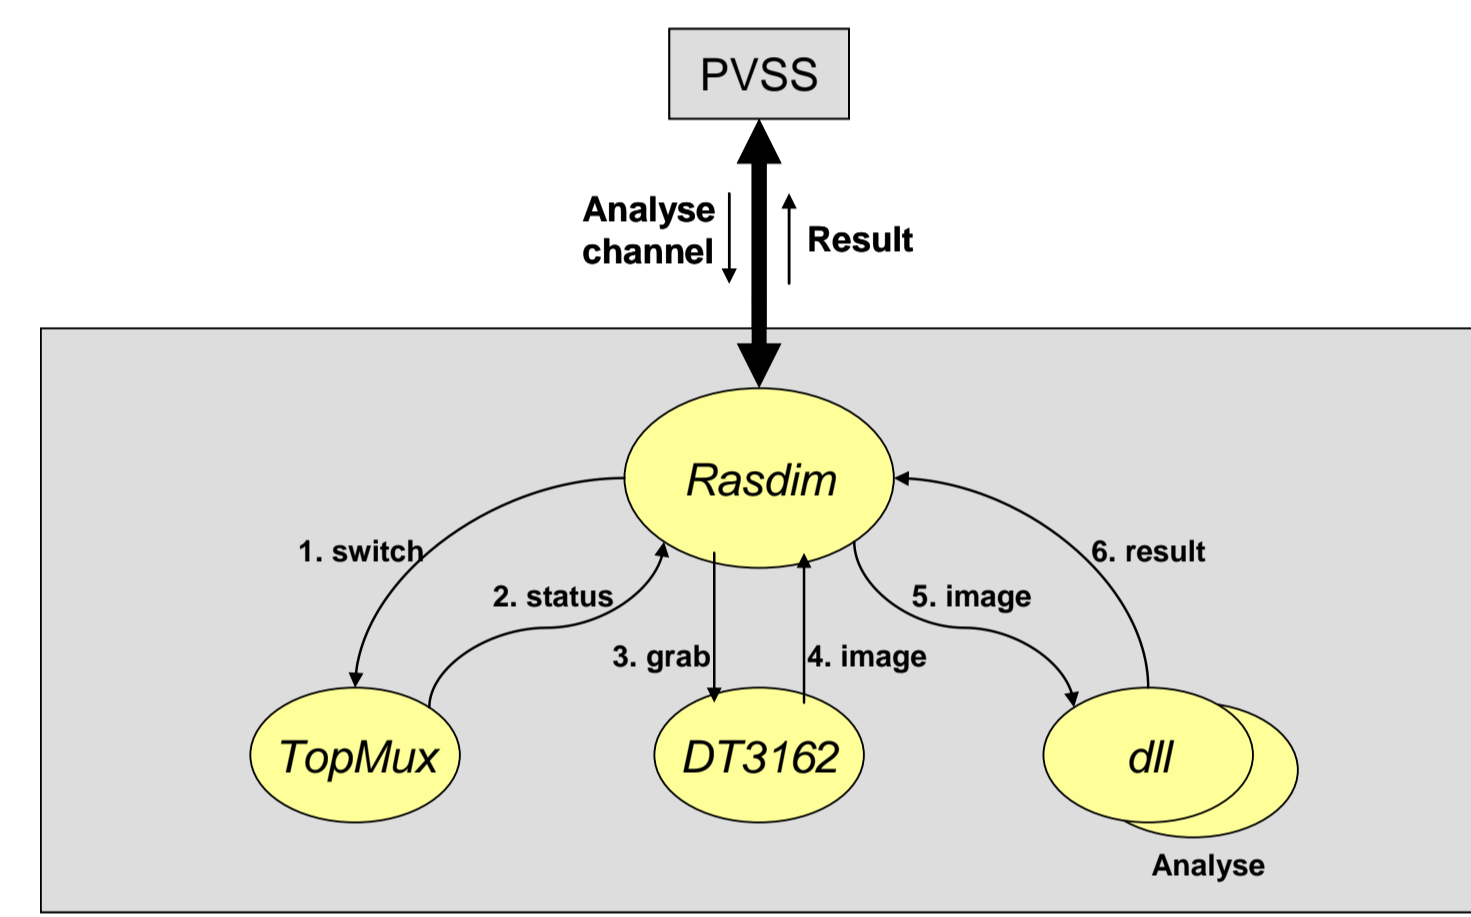 PVSS
Analyse
channel
Result
Rasdim
1. switch
6. result
2. status
5. image
3. grab
4. image
TopMux
DT3162
dll
Analyse